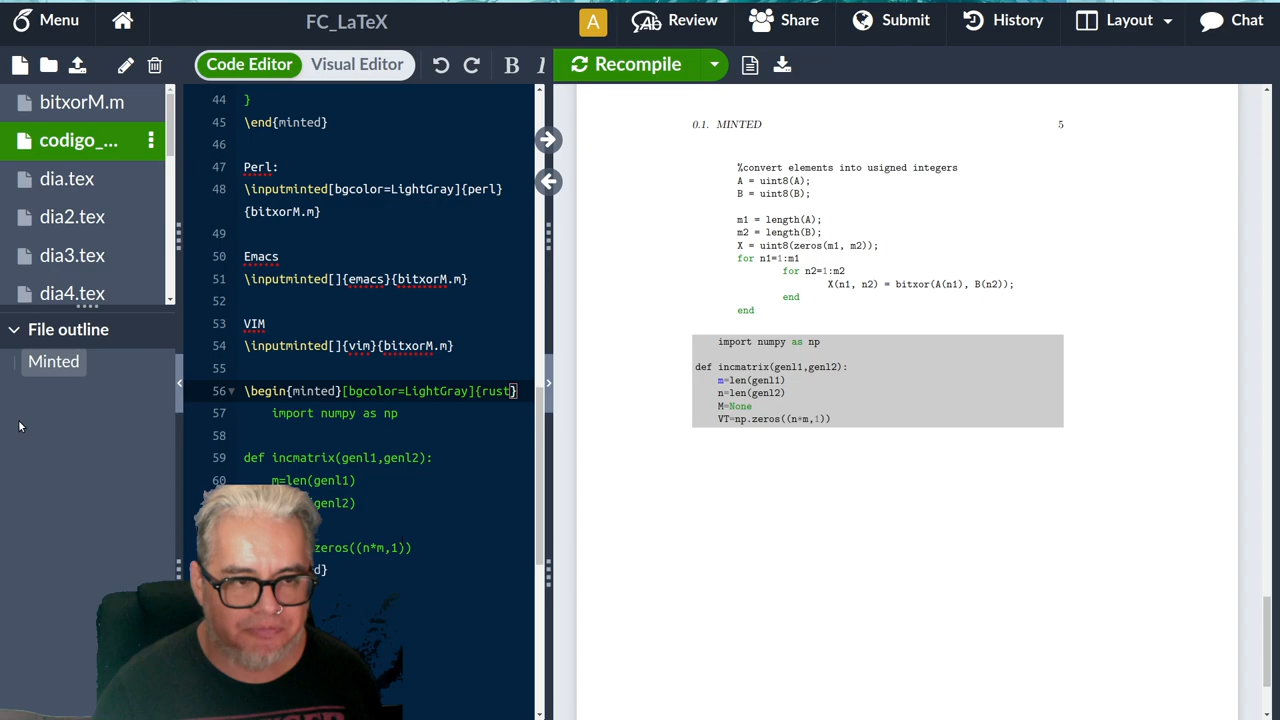 Menu
FC_LaTeX
A
Review
Share
Submit
History
Layout
Chat
Code Editor
Visual Editor
B
I
Recompile
bitxorM.m
codigo_...
dia.tex
dia2.tex
dia3.tex
dia4.tex
File outline
Minted
44 }
45 \end{minted}
46
47 Perl:
48 \inputminted[bgcolor=LightGray]{perl}
{bitxorM.m}
49
50 Emacs
51 \inputminted[]{emacs}{bitxorM.m}
52
53 VIM
54 \inputminted[]{vim}{bitxorM.m}
55
56 \begin{minted}[bgcolor=LightGray]{rust}
57 import numpy as np
58
59 def incmatrix(genl1,genl2):
60 m=len(genl1)
genl2)
zeros((n*m,1))
d}
0.1. MINTED 5
%convert elements into usigned integers
A = uint8(A);
B = uint8(B);
m1 = length(A);
m2 = length(B);
X = uint8(zeros(m1, m2));
for n1=1:m1
for n2=1:m2
X(n1, n2) = bitxor(A(n1), B(n2));
end
end
import numpy as np
def incmatrix(genl1,genl2):
m=len(genl1)
n=len(genl2)
M=None
VT=np.zeros((n*m,1))